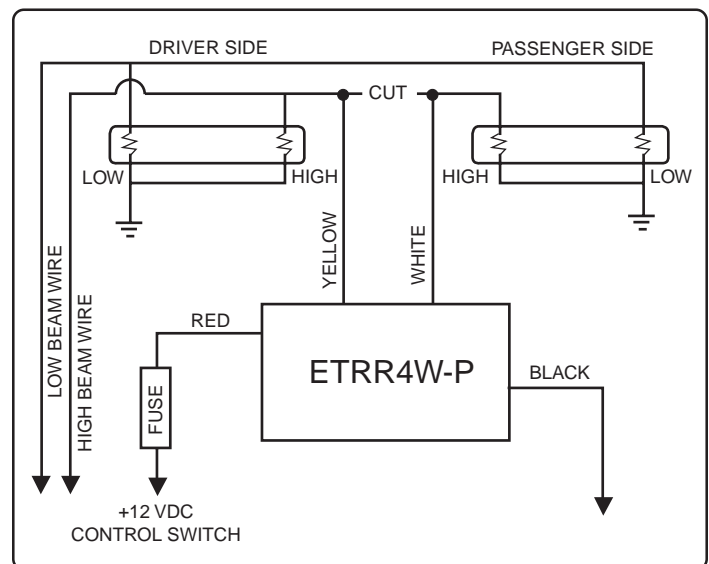 DRIVER SIDE
PASSENGER SIDE
CUT
LOW
HIGH
HIGH
LOW
YELLOW
WHITE
LOW BEAM WIRE
HIGH BEAM WIRE
RED
ETRR4W-P
BLACK
FUSE
+12 VDC
CONTROL SWITCH